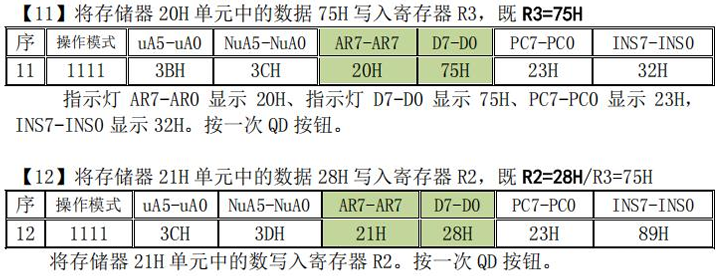 【11】将存储器 20H 单元中的数据 75H 写入寄存器 R3，既 R3=75H
序 操作模式 uA5-uA0 NuA5-NuA0 AR7-AR7 D7-D0 PC7-PC0 INS7-INS0
11 1111 3BH 3CH 20H 75H 23H 32H
指示灯 AR7-AR0 显示 20H、指示灯 D7-D0 显示 75H、PC7-PC0 显示 23H，
INS7-INS0 显示 32H。按一次 QD 按钮。
【12】将存储器 21H 单元中的数据 28H 写入寄存器 R2，既 R2=28H/R3=75H
序 操作模式 uA5-uA0 NuA5-NuA0 AR7-AR7 D7-D0 PC7-PC0 INS7-INS0
12 1111 3CH 3DH 21H 28H 23H 89H
将存储器 21H 单元中的数写入寄存器 R2。按一次 QD 按钮。